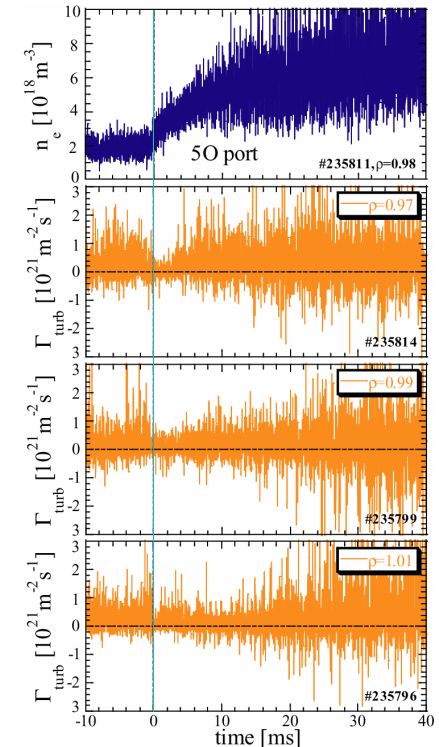 10
8
6
4
2
0
n_e [10^18 m^-3]
5O port
#235811,ρ=0.98
3
2
1
0
-1
-2
3
Γ_turb [10^21 m^-2 s^-1]
ρ=0.97
#235814
3
2
1
0
-1
-2
3
Γ_turb [10^21 m^-2 s^-1]
ρ=0.99
#235799
3
2
1
0
-1
-2
3
Γ_turb [10^21 m^-2 s^-1]
ρ=1.01
#235796
-10 0 10 20 30 40
time [ms]